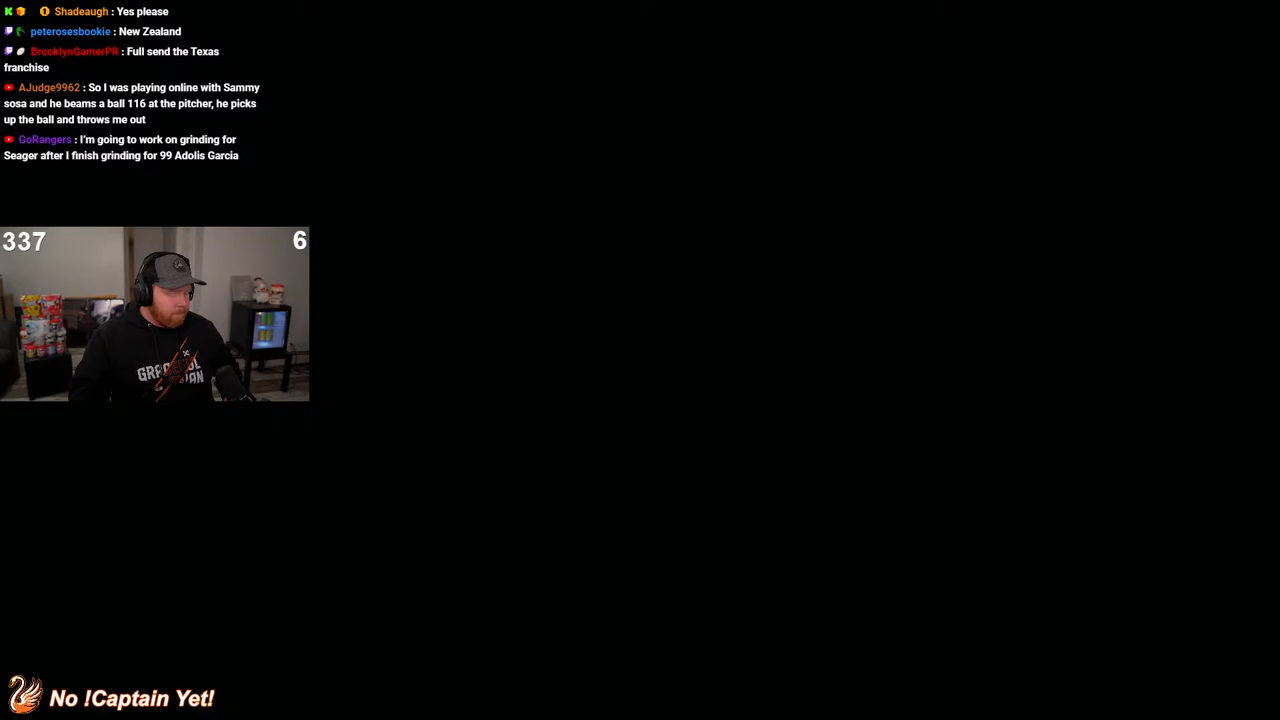 Shadeaugh : Yes please
peterosesbookie : New Zealand
BrooklynGamerPR : Full send the Texas
franchise
AJudge9962 : So I was playing online with Sammy
sosa and he beams a ball 116 at the pitcher, he picks
up the ball and throws me out
GoRangers : I'm going to work on grinding for
Seager after I finish grinding for 99 Adolis Garcia
337
6
No !Captain Yet!